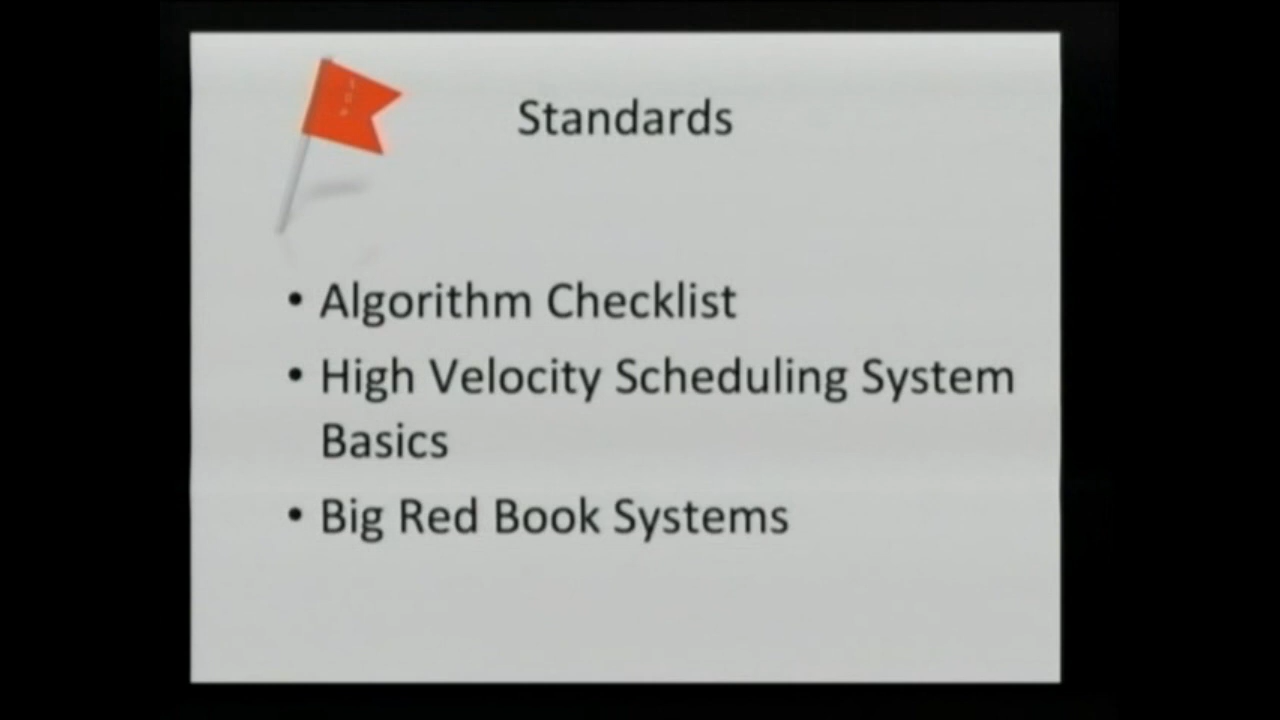 Standards
• Algorithm Checklist
• High Velocity Scheduling System
Basics
• Big Red Book Systems